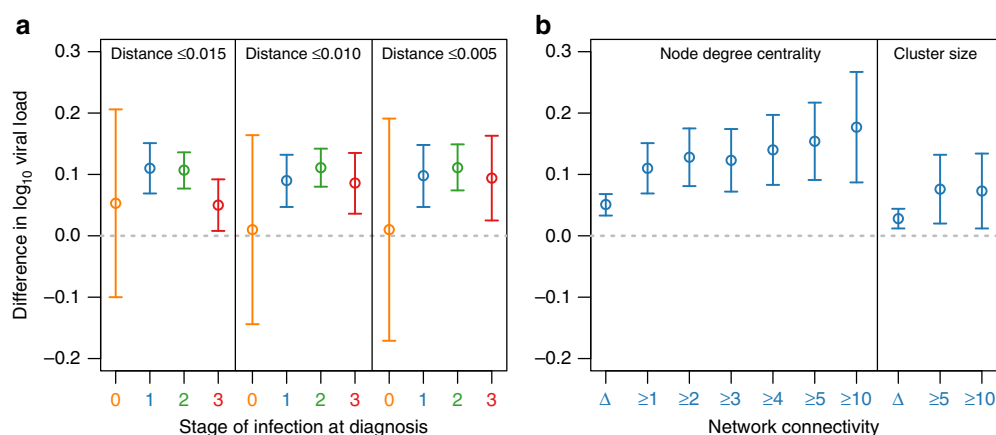 a
Distance ≤0.015 Distance ≤0.010 Distance ≤0.005
Difference in log10 viral load
0.3
0.2
0.1
0.0
−0.1
−0.2
0 1 2 3 0 1 2 3 0 1 2 3
Stage of infection at diagnosis
b
Node degree centrality Cluster size
0.3
0.2
0.1
0.0
−0.1
−0.2
Δ ≥1 ≥2 ≥3 ≥4 ≥5 ≥10 Δ ≥5 ≥10
Network connectivity